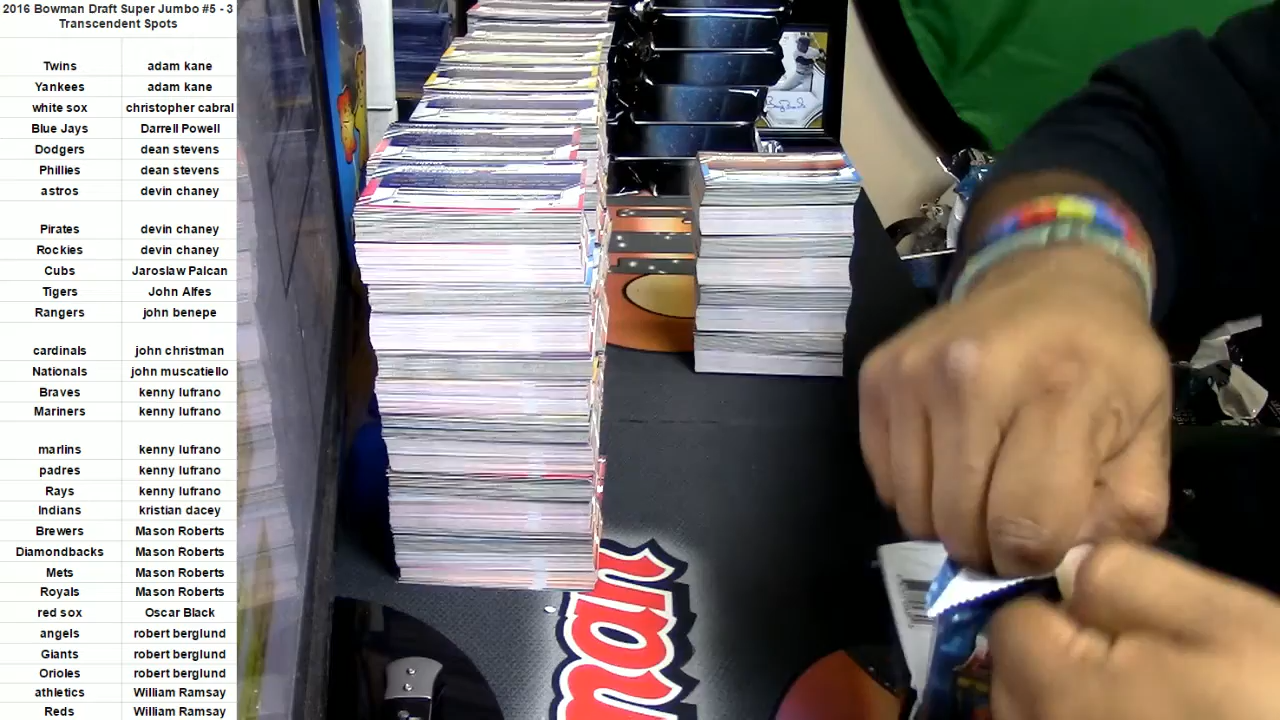 2016 Bowman Draft Super Jumbo #5 - 3
Transcendent Spots
Twins adam kane
Yankees adam kane
white sox christopher cabral
Blue Jays Darrell Powell
Dodgers dean stevens
Phillies dean stevens
astros devin chaney
Pirates devin chaney
Rockies devin chaney
Cubs Jaroslaw Palcan
Tigers John Alfes
Rangers john benepe
cardinals john christman
Nationals john muscatiello
Braves kenny lufrano
Mariners kenny lufrano
marlins kenny lufrano
padres kenny lufrano
Rays kenny lufrano
Indians kristian dacey
Brewers Mason Roberts
Diamondbacks Mason Roberts
Mets Mason Roberts
Royals Mason Roberts
red sox Oscar Black
angels robert berglund
Giants robert berglund
Orioles robert berglund
athletics William Ramsay
Reds William Ramsay